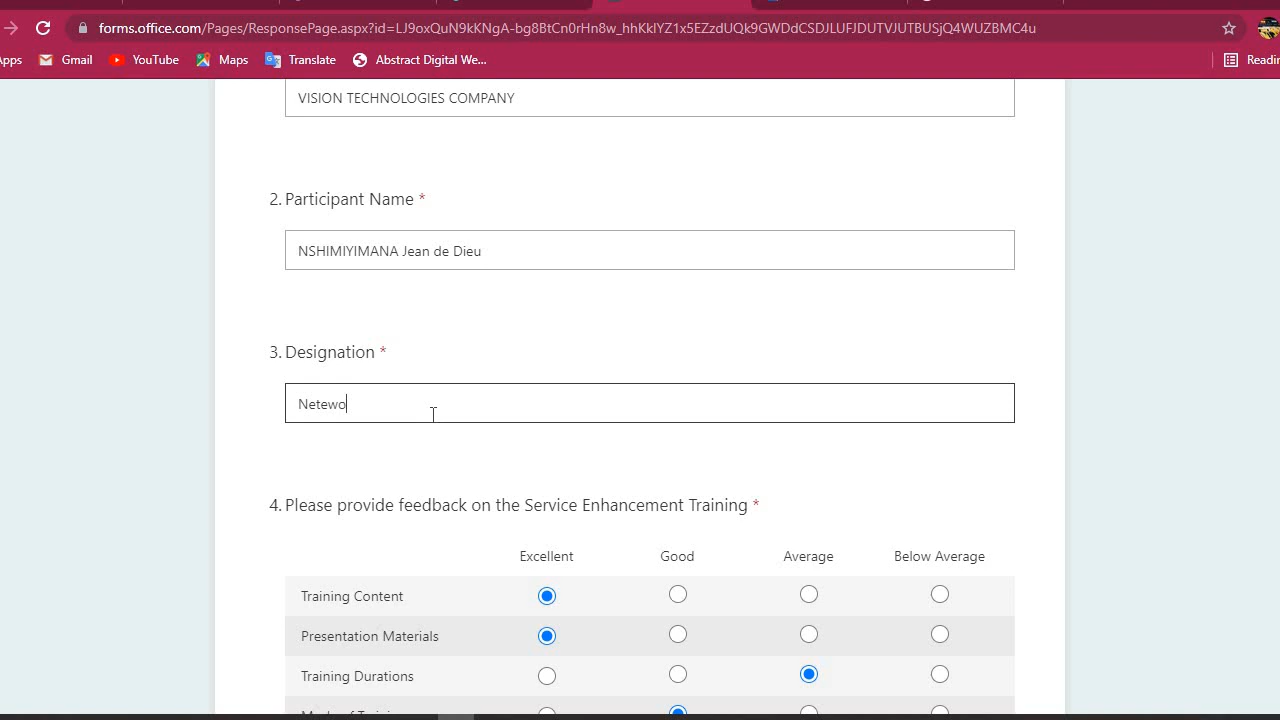 forms.office.com/Pages/ResponsePage.aspx?id=LJ9oxQuN9kKNgA-bg8BtCn0rHn8w_hhKkIYZ1x5EZzdUQk9GWDdCSDJLUFJDUTVJUTBUSjQ4WUZBMC4u
Apps Gmail YouTube Maps Translate Abstract Digital We... Readin
VISION TECHNOLOGIES COMPANY
2. Participant Name *
NSHIMIYIMANA Jean de Dieu
3. Designation *
Netewo
4. Please provide feedback on the Service Enhancement Training *
Excellent Good Average Below Average
Training Content
Presentation Materials
Training Durations